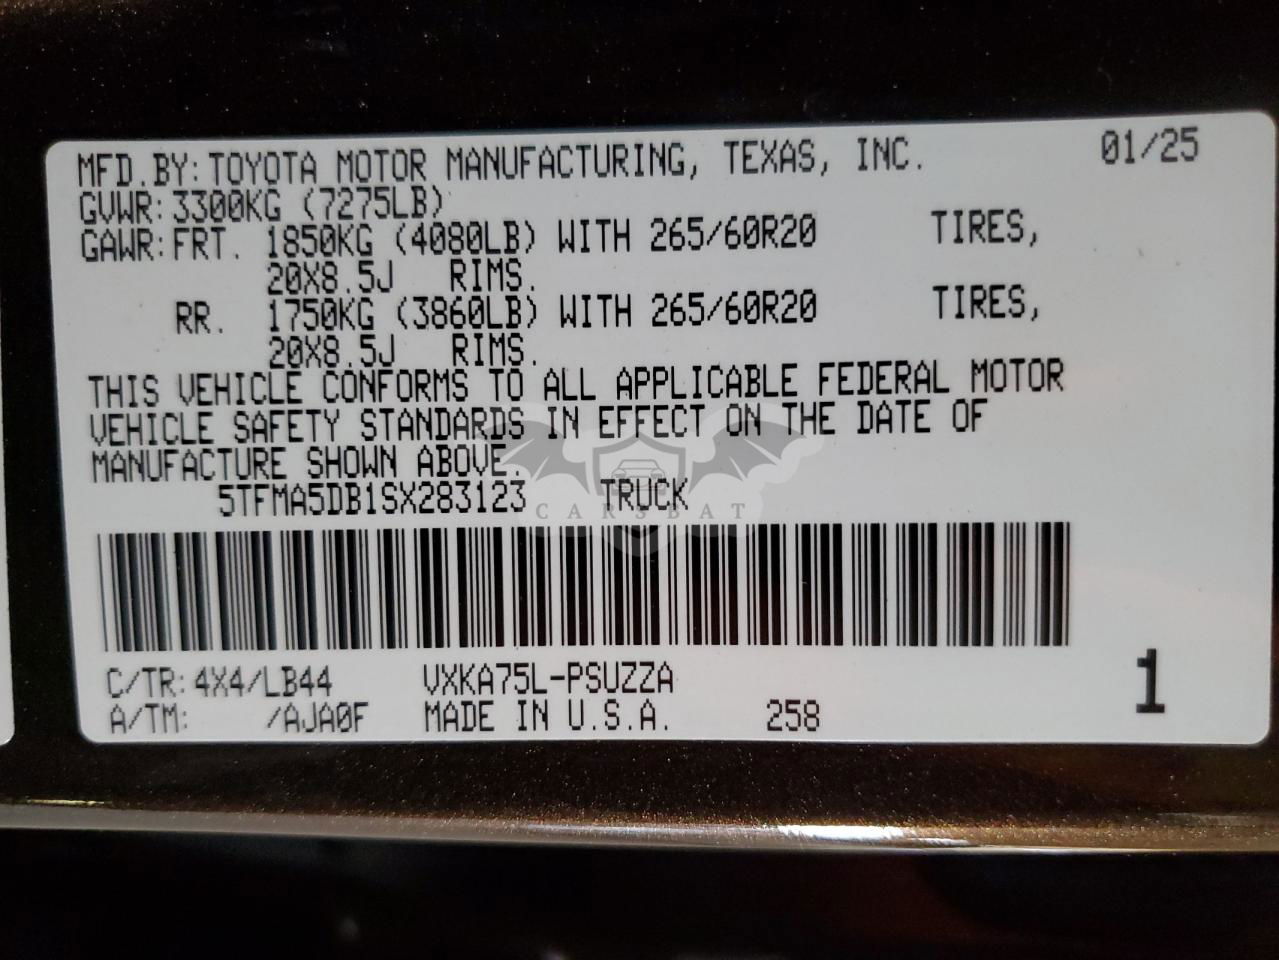 MFD.BY: TOYOTA MOTOR MANUFACTURING, TEXAS, INC. 01/25
GVWR: 3300KG (7275LB)
GAWR: FRT. 1850KG (4080LB) WITH 265/60R20 TIRES,
20X8.5J RIMS.
RR. 1750KG (3860LB) WITH 265/60R20 TIRES,
20X8.5J RIMS.
THIS VEHICLE CONFORMS TO ALL APPLICABLE FEDERAL MOTOR
VEHICLE SAFETY STANDARDS IN EFFECT ON THE DATE OF
MANUFACTURE SHOWN ABOVE.
5TFMA5DB1SX283123 TRUCK
CARSBAT
C/TR: 4X4/LB44 VXKA75L-PSUZZA
A/TM: /AJA0F MADE IN U.S.A. 258
1